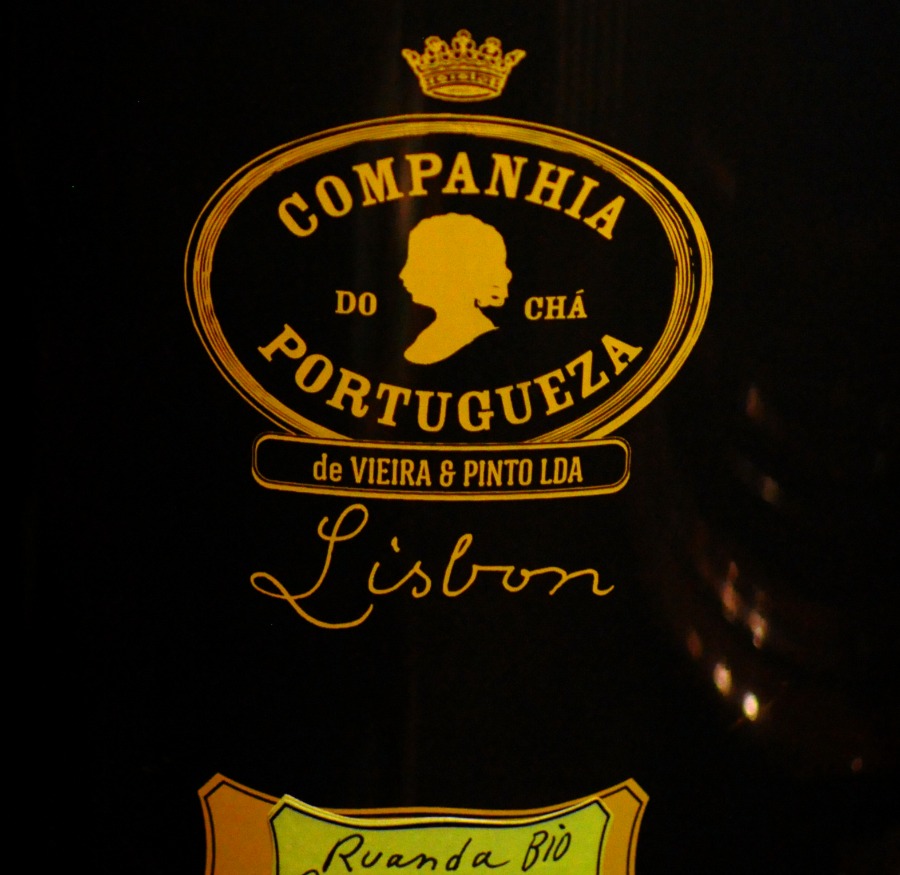 COMPANHIA
DO CHÁ
PORTUGUEZA
de VIEIRA & PINTO LDA
Lisbon
Ruanda Bio